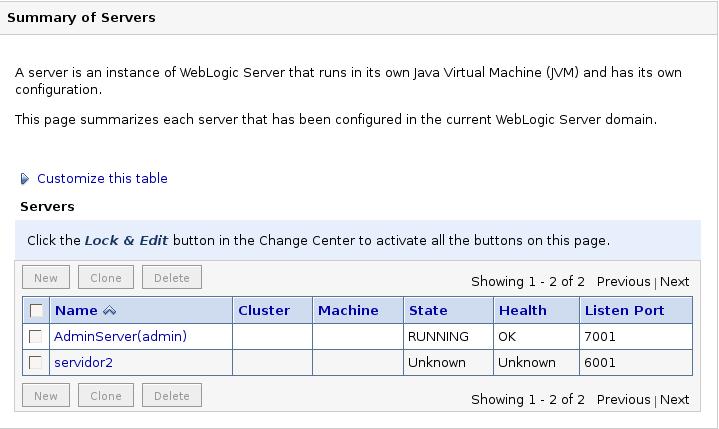 Summary of Servers
A server is an instance of WebLogic Server that runs in its own Java Virtual Machine (JVM) and has its own
configuration.
This page summarizes each server that has been configured in the current WebLogic Server domain.
Customize this table
Servers
Click the Lock & Edit button in the Change Center to activate all the buttons on this page.
New Clone Delete Showing 1 - 2 of 2 Previous | Next
Name Cluster Machine State Health Listen Port
AdminServer(admin) RUNNING OK 7001
servidor2 Unknown Unknown 6001
New Clone Delete Showing 1 - 2 of 2 Previous | Next